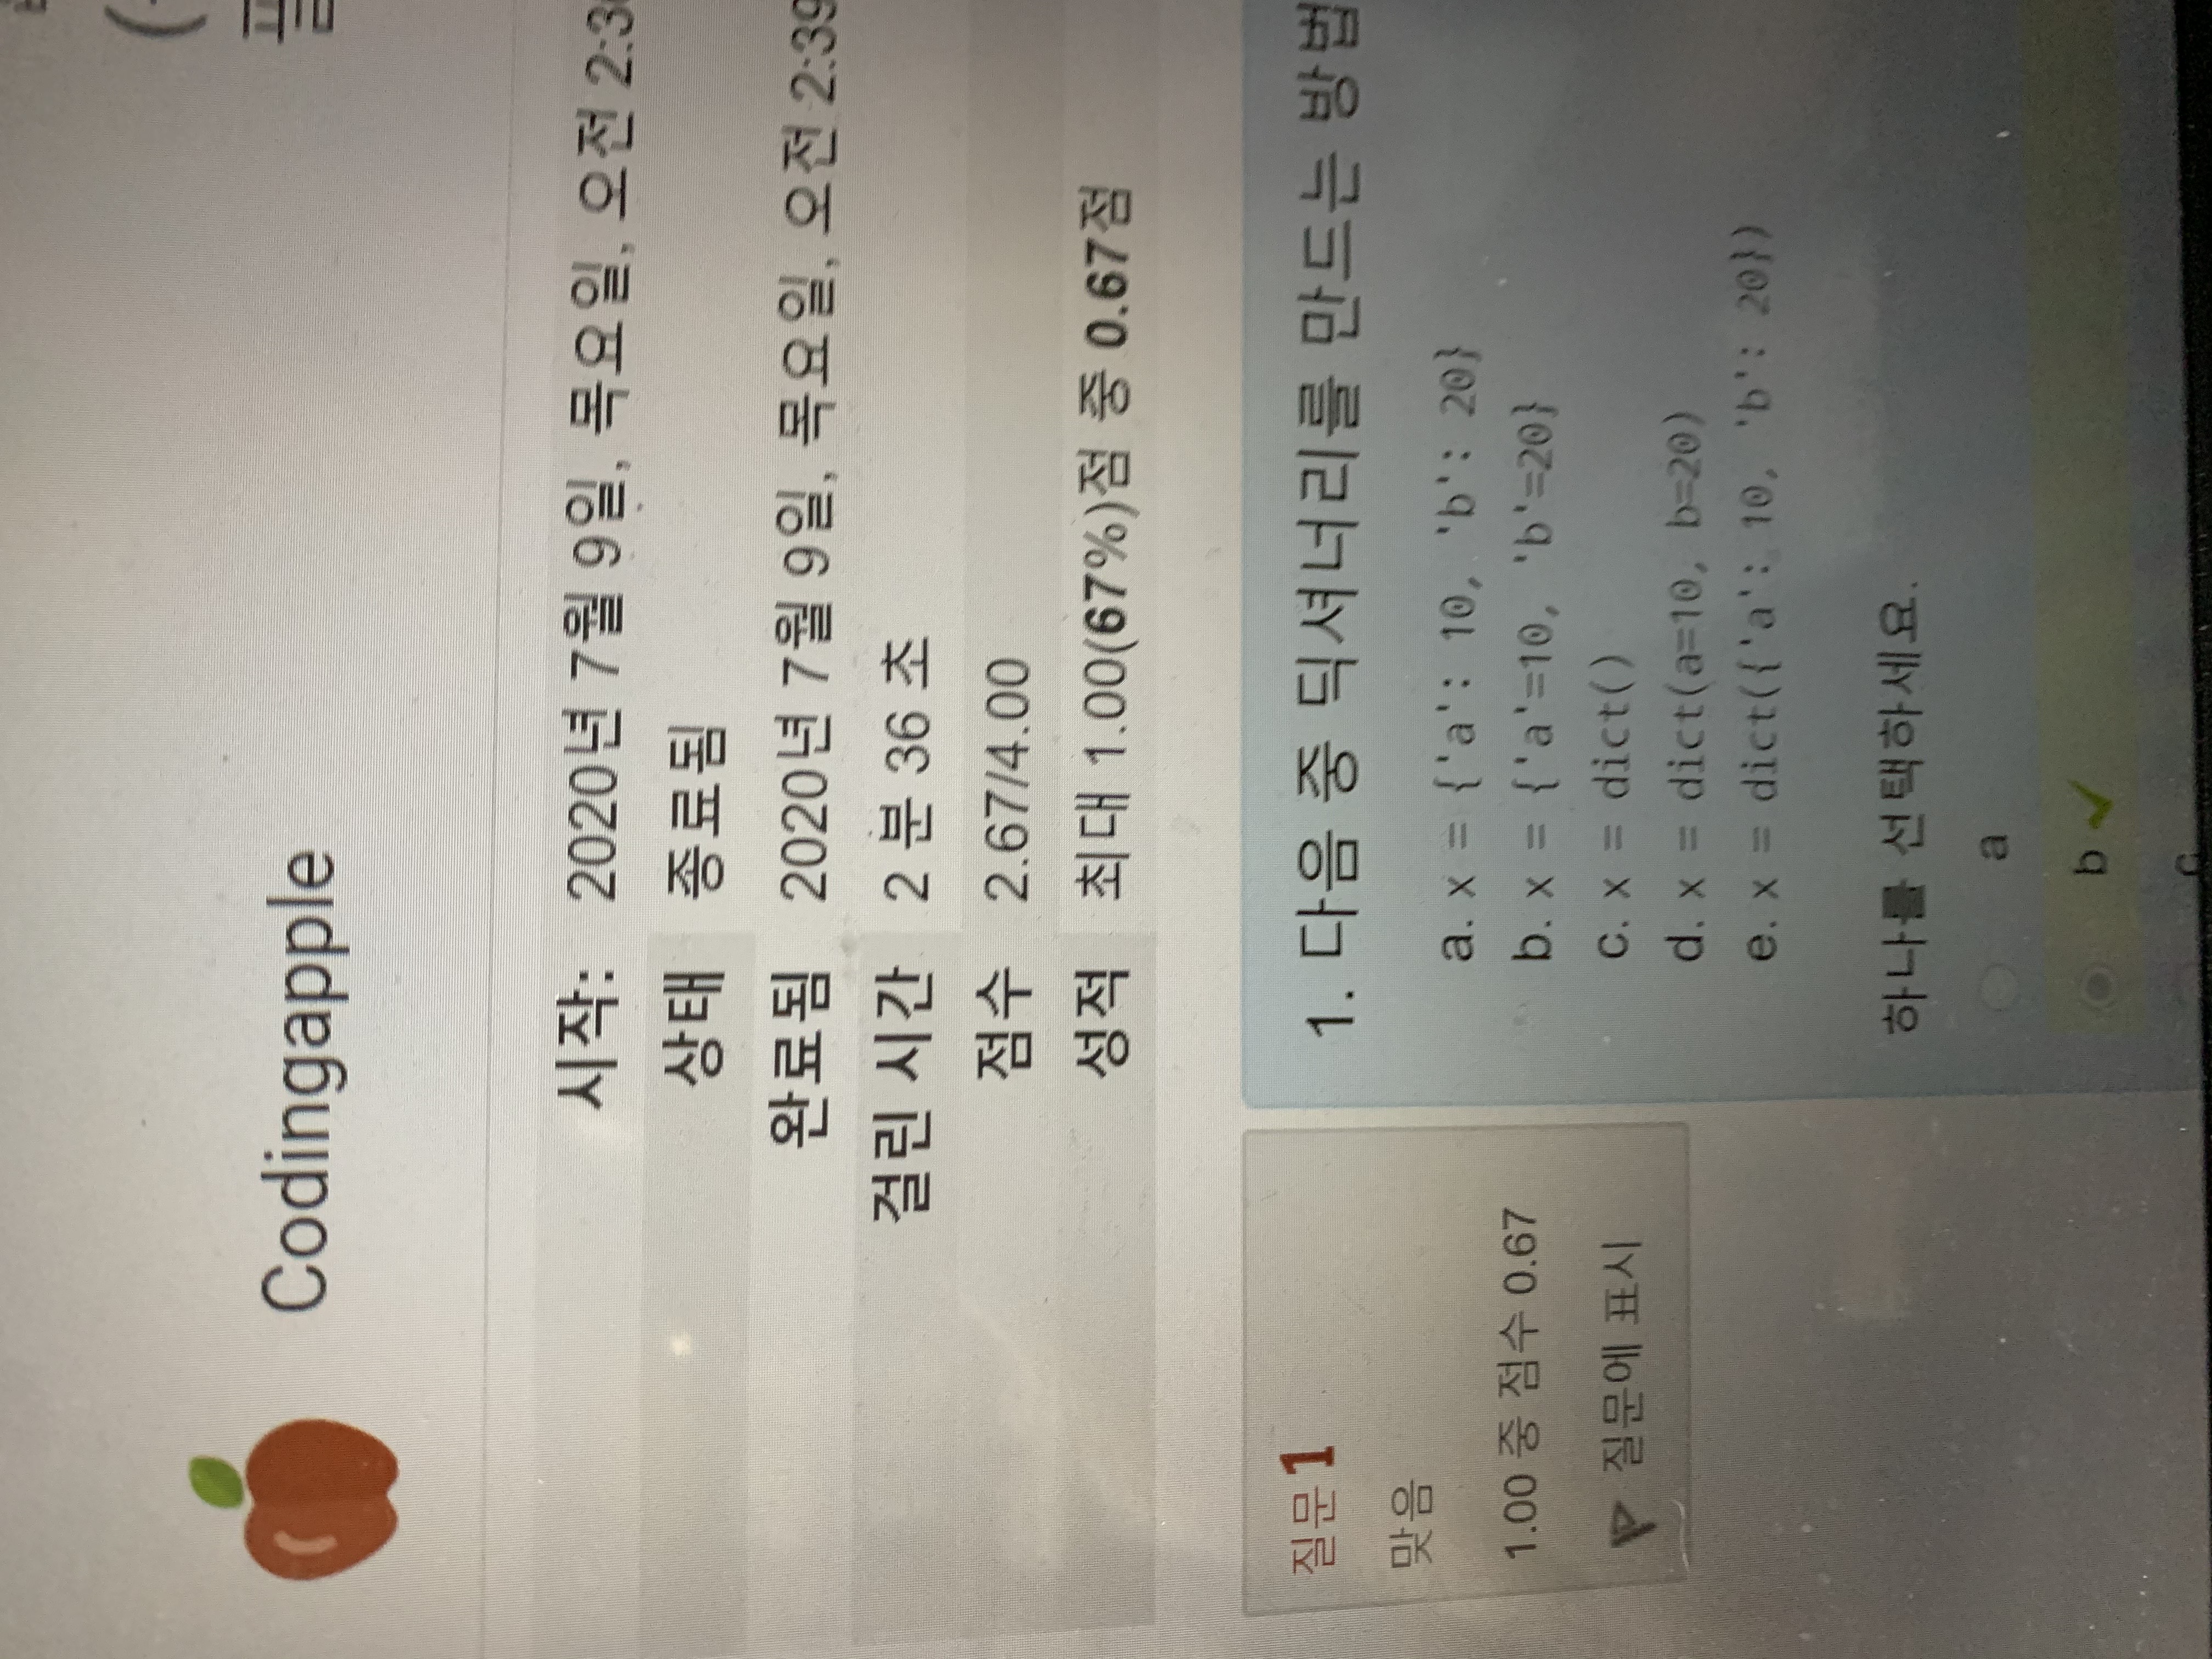 Codingapple
시작: 2020년 7월 9일, 목요일, 오전 2:3
상태 종료됨
완료됨 2020년 7월 9일, 목요일, 오전 2:39
걸린 시간 2 분 36 초
점수 2.67/4.00
성적 최대 1.00(67%)점 중 0.67점
질문 1
맞음
1.00 중 점수 0.67
질문에 표시
1. 다음 중 딕셔너리를 만드는 방법
a. x = {'a': 10, 'b': 20}
b. x = {'a'=10, 'b'=20}
c. x = dict()
d. x = dict(a=10, b=20)
e. x = dict({'a': 10, 'b': 20})
하나를 선택하세요.
a
b
c